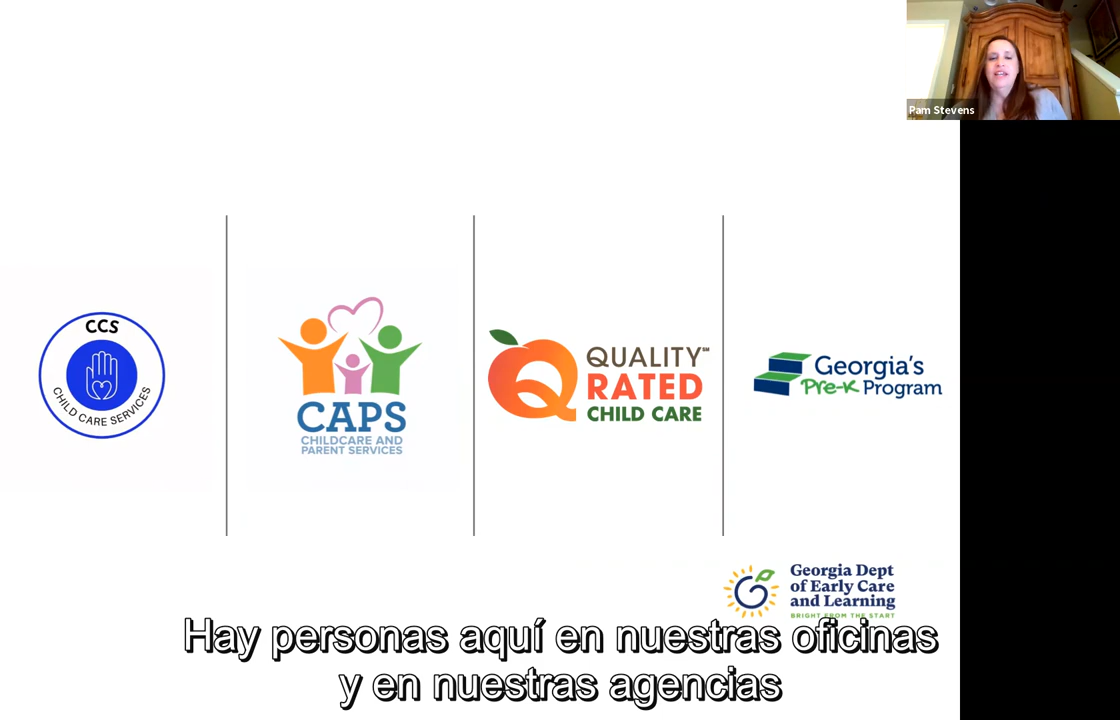 Pam Stevens
CCS
CHILD CARE SERVICES
CAPS
CHILDCARE AND
PARENT SERVICES
QUALITY℠
RATED
CHILD CARE
Georgia's
Pre-K Program
Georgia Dept
of Early Care
and Learning
BRIGHT FROM THE START
Hay personas aquí en nuestras oficinas
y en nuestras agencias